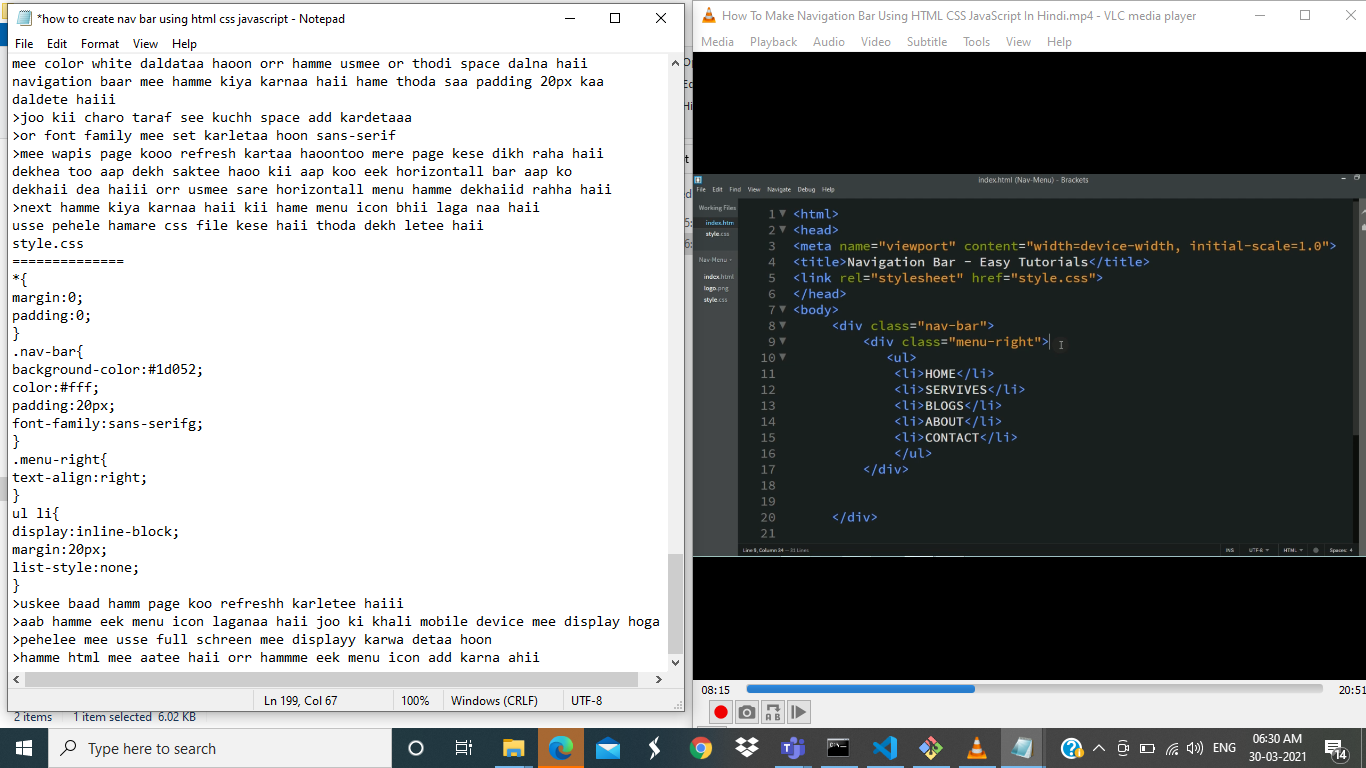 *how to create nav bar using html css javascript - Notepad
File Edit Format View Help
mee color white daldataa haoon orr hamme usmee or thodi space dalna haii
navigation baar mee hamme kiya karnaa haii hame thoda saa padding 20px kaa
daldete haiii
>joo kii charo taraf see kuchh space add kardetaaa
>or font family mee set karletaa hoon sans-serif
>mee wapis page kooo refresh kartaa haoontoo mere page kese dikh raha haii
dekhea too aap dekh saktee haoo kii aap koo eek horizontall bar aap ko
dekhaii dea haiii orr usmee sare horizontall menu hamme dekhaiid rahha haii
>next hamme kiya karnaa haii kii hame menu icon bhii laga naa haii
usse pehele hamare css file kese haii thoda dekh letee haii
style.css
===============
*{
margin:0;
padding:0;
}
.nav-bar{
background-color:#1d052;
color:#fff;
padding:20px;
font-family:sans-serifg;
}
.menu-right{
text-align:right;
}
ul li{
display:inline-block;
margin:20px;
list-style:none;
}
>uskee baad hamm page koo refreshh karletee haiii
>aab hamme eek menu icon laganaa haii joo ki khali mobile device mee display hoga
>pehelee mee usse full schreen mee displayy karwa detaa hoon
>hamme html mee aatee haii orr hammme eek menu icon add karna ahii
Ln 199, Col 67 100% Windows (CRLF) UTF-8
2 items 1 item selected 6.02 KB
How To Make Navigation Bar Using HTML CSS JavaScript In Hindi.mp4 - VLC media player
Media Playback Audio Video Subtitle Tools View Help
index.html (Nav-Menu) - Brackets
File Edit Find View Navigate Debug Help
Working Files
index.htm
style.css
Nav-Menu
index.html
logo.png
style.css
1 <html>
2 <head>
3 <meta name="viewport" content="width=device-width, initial-scale=1.0">
4 <title>Navigation Bar - Easy Tutorials</title>
5 <link rel="stylesheet" href="style.css">
6 </head>
7 <body>
8 <div class="nav-bar">
9 <div class="menu-right">
10 <ul>
11 <li>HOME</li>
12 <li>SERVIVES</li>
13 <li>BLOGS</li>
14 <li>ABOUT</li>
15 <li>CONTACT</li>
16 </ul>
17 </div>
18
19
20 </div>
21
Line 9, Column 34 — 31 Lines INS UTF-8 HTML Spaces: 4
08:15 20:51
Type here to search
ENG
06:30 AM
30-03-2021
14